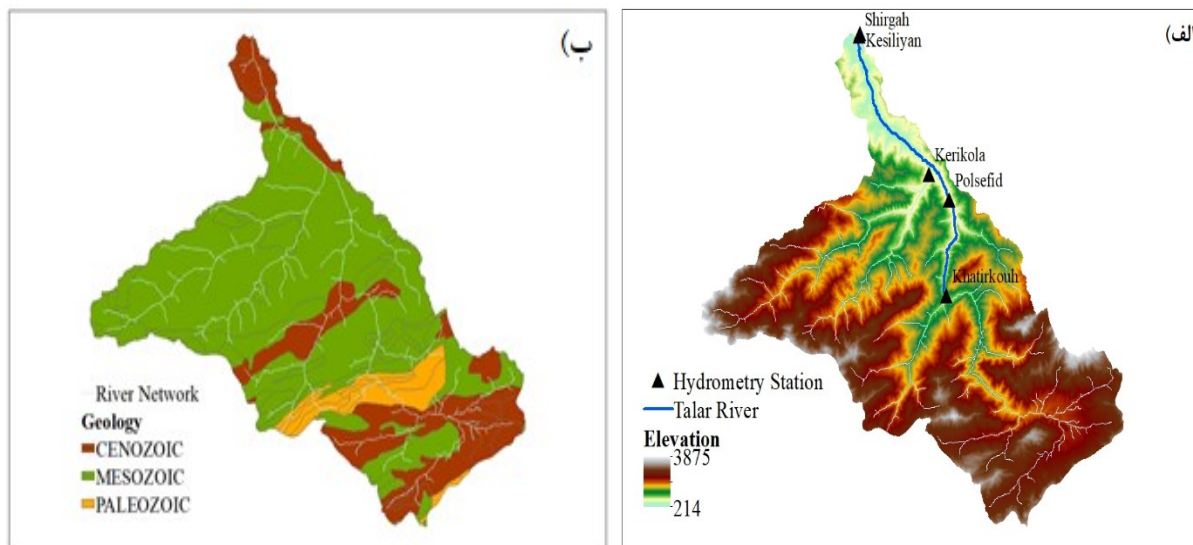 ب)
River Network
Geology
CENOZOIC
MESOZOIC
PALEOZOIC
الف)
Shirgah
Kesiliyan
Kerikola
Polsefid
Khatirkouh
Hydrometry Station
Talar River
Elevation
3875
214